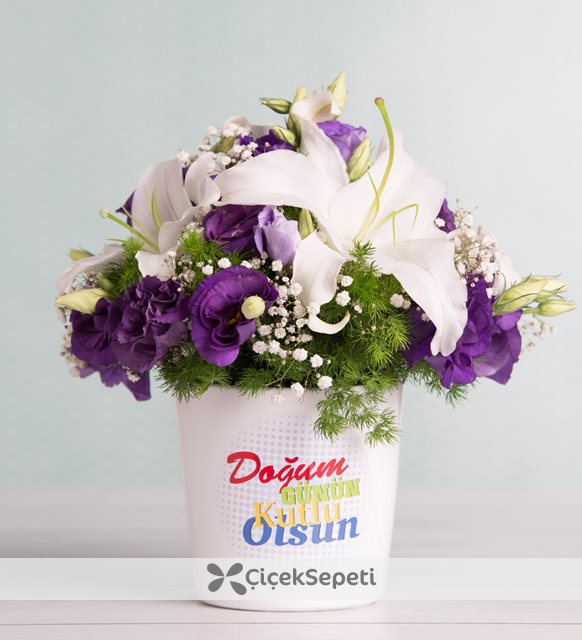 Doğum
GÜNÜN
Kutlu
Olsun
ÇiçekSepeti